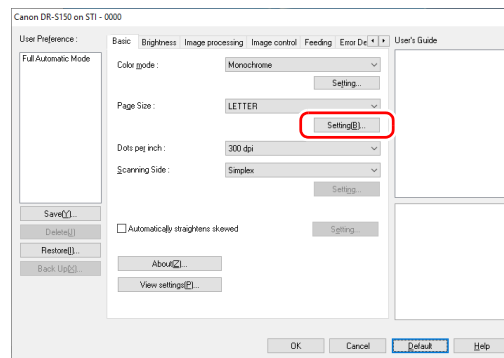 Canon DR-S150 on STI - 0000
User Preference :
Full Automatic Mode
Save(Y)...
Delete(J)
Restore(I)...
Back Up(X)...
Basic Brightness Image processing Image control Feeding Error De
Color mode : Monochrome
Setting...
Page Size : LETTER
Setting(B)...
Dots per inch : 300 dpi
Scanning Side : Simplex
Setting...
Automatically straightens skewed Setting...
About(Z)...
View settings(P)...
User's Guide
OK Cancel Default Help